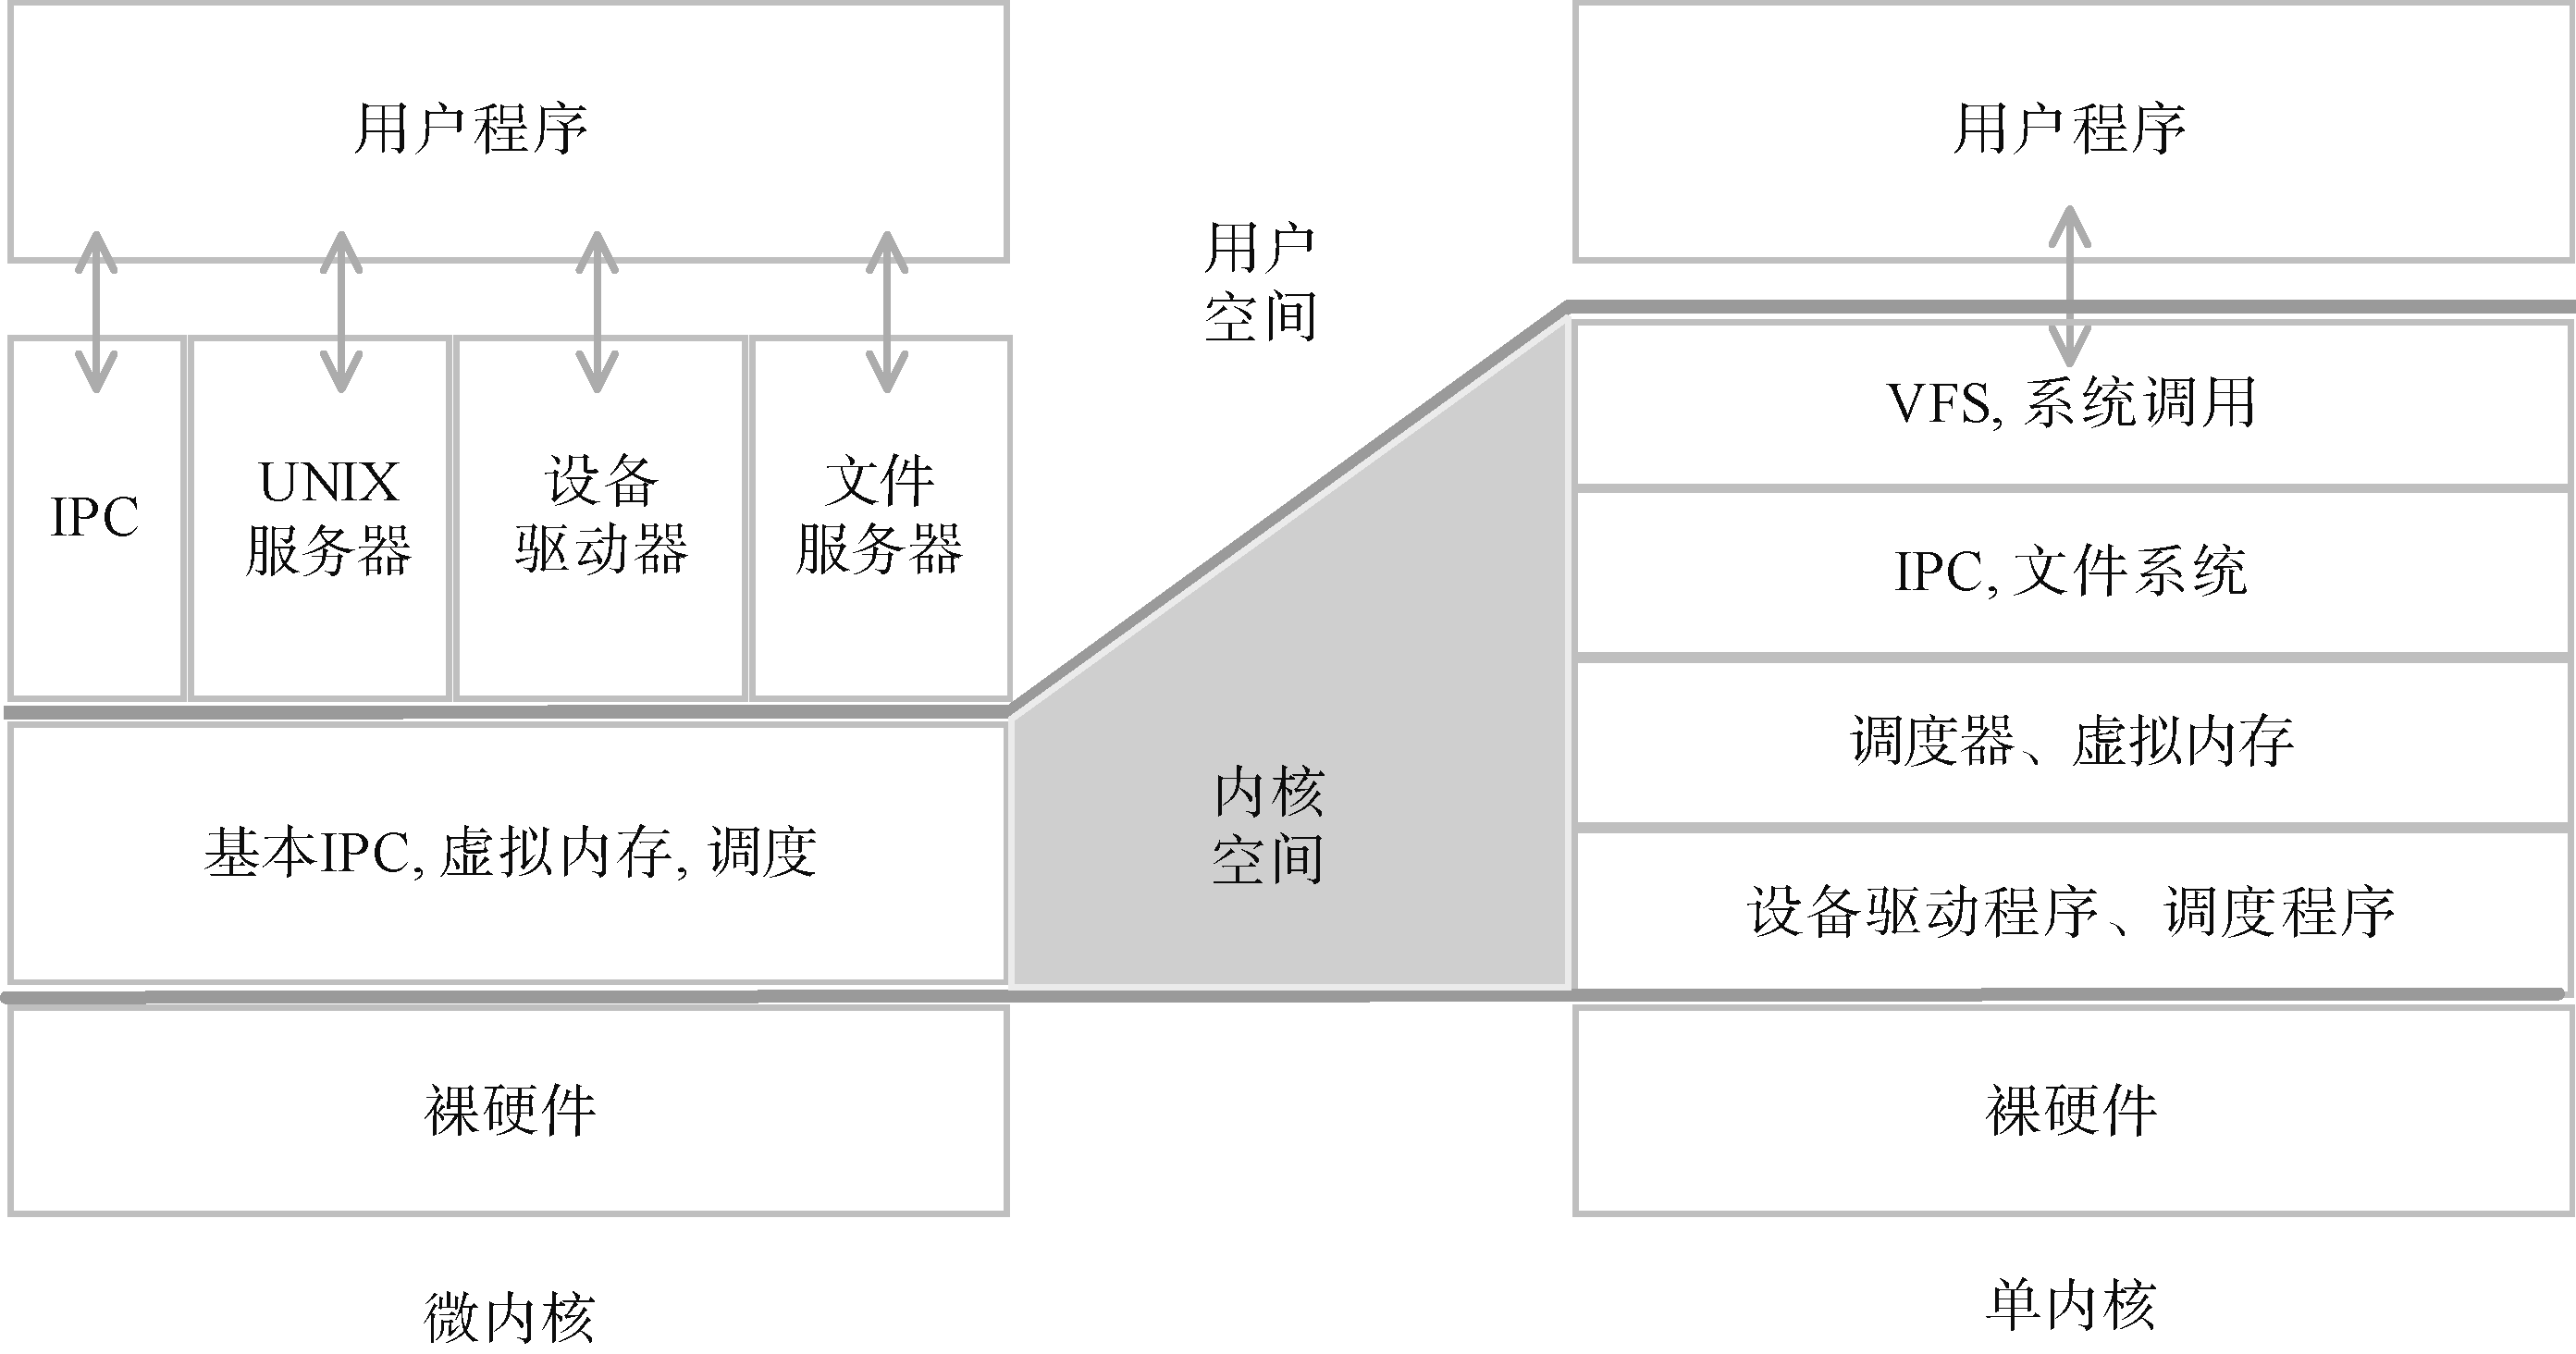 用户程序
IPC
UNIX
服务器
设备
驱动器
文件
服务器
基本IPC, 虚拟内存, 调度
裸硬件
微内核
用户
空间
内核
空间
用户程序
VFS, 系统调用
IPC, 文件系统
调度器、虚拟内存
设备驱动程序、调度程序
裸硬件
单内核